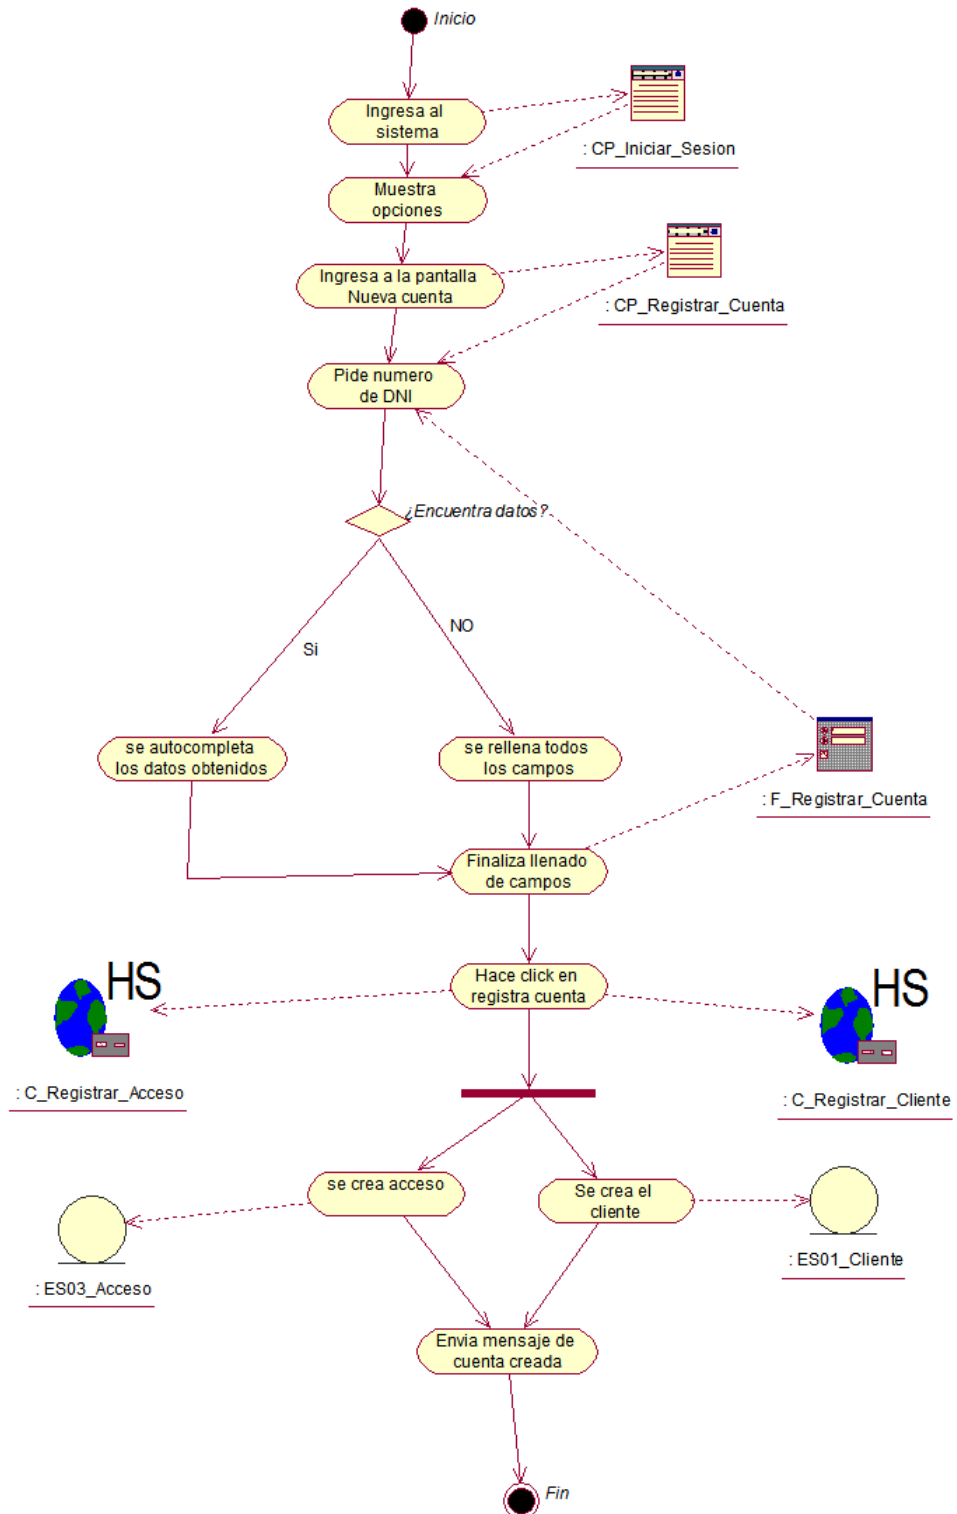 Inicio
Ingresa al
sistema
: CP_Iniciar_Sesion
Muestra
opciones
Ingresa a la pantalla
Nueva cuenta
: CP_Registrar_Cuenta
Pide numero
de DNI
¿Encuentra datos?
Si
NO
se autocompleta
los datos obtenidos
se rellena todos
los campos
: F_Registrar_Cuenta
Finaliza llenado
de campos
HS
Hace click en
registra cuenta
HS
: C_Registrar_Acceso
: C_Registrar_Cliente
se crea acceso
Se crea el
cliente
: ES03_Acceso
: ES01_Cliente
Envia mensaje de
cuenta creada
Fin